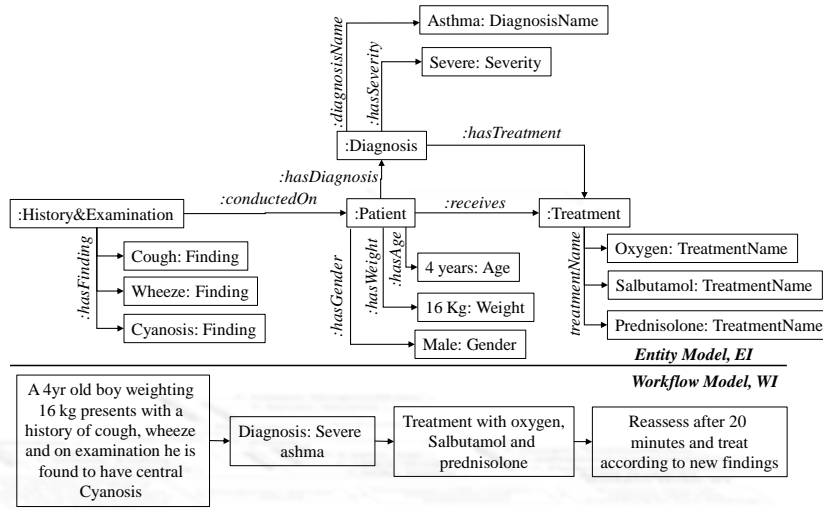 Asthma: DiagnosisName
:diagnosisName
Severe: Severity
:hasSeverity
:hasTreatment
:Diagnosis
:hasDiagnosis
:conductedOn
:History&Examination
:Patient
:receives
:Treatment
:hasFinding
Cough: Finding
Wheeze: Finding
Cyanosis: Finding
:hasGender
:hasWeight
:hasAge
4 years: Age
16 Kg: Weight
Male: Gender
treatmentName
Oxygen: TreatmentName
Salbutamol: TreatmentName
Prednisolone: TreatmentName
Entity Model, EI
Workflow Model, WI
A 4yr old boy weighting
16 kg presents with a
history of cough, wheeze
and on examination he is
found to have central
Cyanosis
Diagnosis: Severe
ashma
Treatment with oxygen,
Salbutamol and
prednisolone
Reassess after 20
minutes and treat
according to new findings